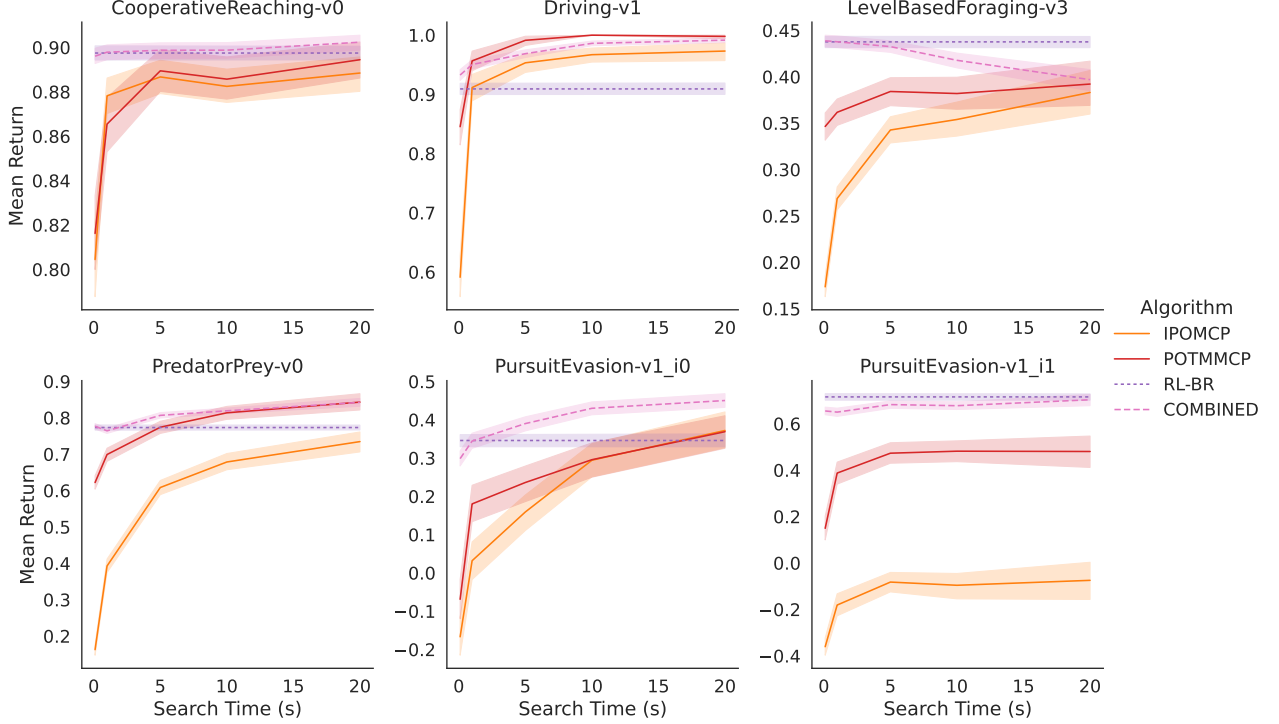 CooperativeReaching-v0
Driving-v1
LevelBasedForaging-v3
Mean Return
0.90
0.88
0.86
0.84
0.82
0.80
0 5 10 15 20
1.0
0.9
0.8
0.7
0.6
0 5 10 15 20
0.45
0.40
0.35
0.30
0.25
0.20
0.15
0 5 10 15 20
Algorithm
IPOMCP
POTMMCP
RL-BR
COMBINED
PredatorPrey-v0
PursuitEvasion-v1_i0
PursuitEvasion-v1_i1
Mean Return
0.9
0.8
0.7
0.6
0.5
0.4
0.3
0.2
0 5 10 15 20
Search Time (s)
0.5
0.4
0.3
0.2
0.1
0.0
−0.1
−0.2
0 5 10 15 20
Search Time (s)
0.6
0.4
0.2
0.0
−0.2
−0.4
0 5 10 15 20
Search Time (s)